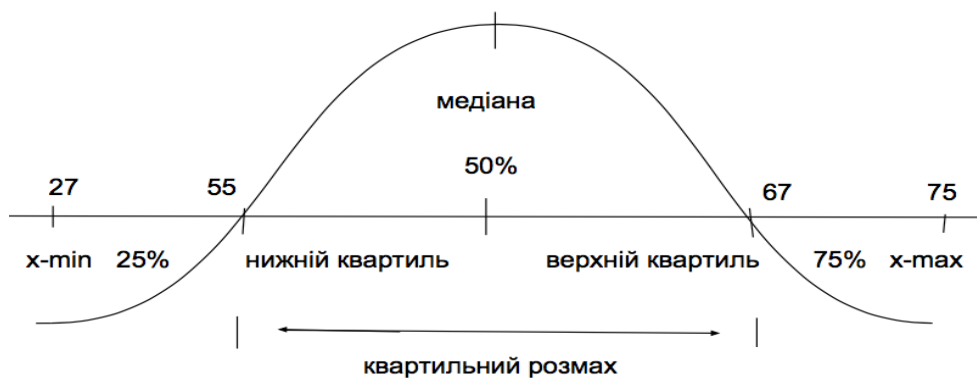 медіана
50%
27 55 67 75
x-min 25% нижній квартиль верхній квартиль 75% x-max
квартильний розмах